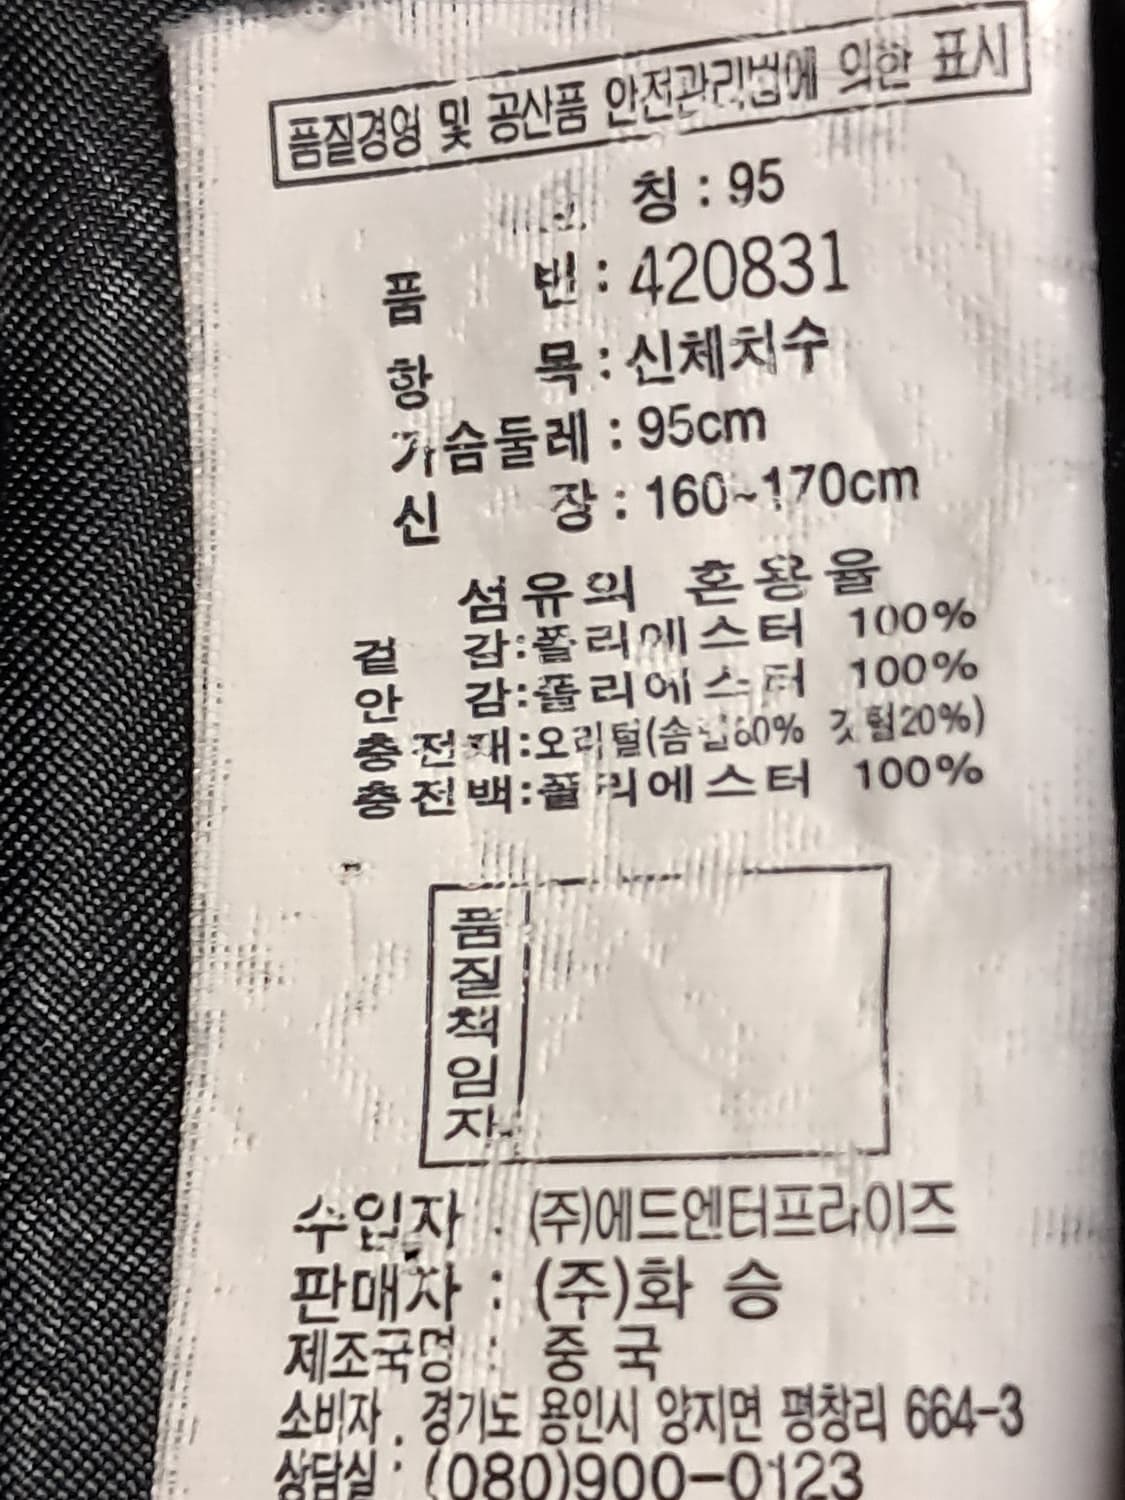 품질경영 및 공산품 안전관리법에 의한 표시
칭 : 95
품 번 : 420831
항 목 : 신체치수
가슴둘레 : 95cm
신 장 : 160~170cm
섬유의 혼용율
겉 감:폴리에스터 100%
안 감:폴리에스터 100%
충전재:오리털(솜털80% 깃털20%)
충전백:폴리에스터 100%
품질책임자
수입자 : (주)에드엔터프라이즈
판매자 : (주)화 승
제조국명 : 중 국
소비자 : 경기도 용인시 양지면 평창리 664-3
상담실 : (080)900-0123